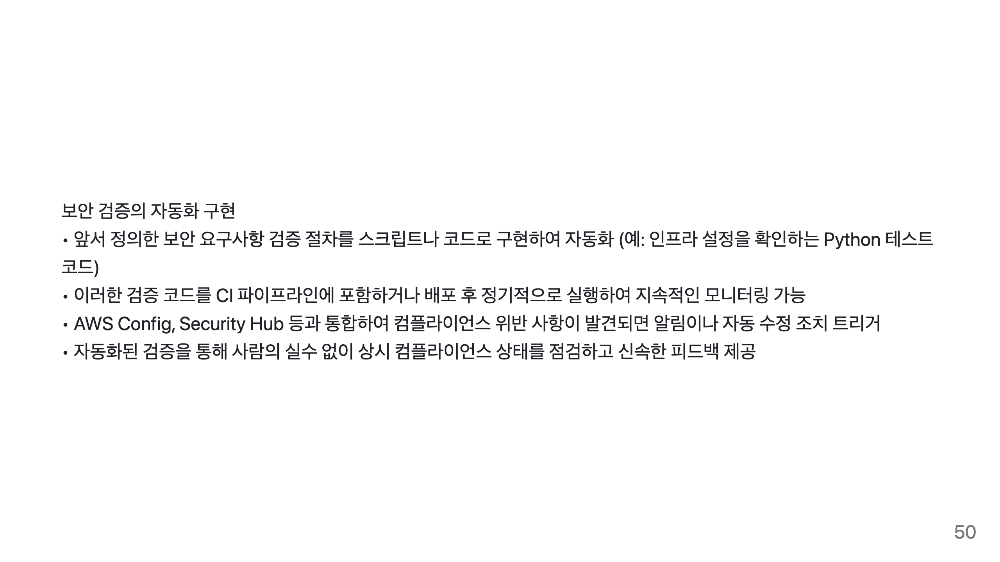 보안 검증의 자동화 구현
• 앞서 정의한 보안 요구사항 검증 절차를 스크립트나 코드로 구현하여 자동화 (예: 인프라 설정을 확인하는 Python 테스트
코드)
• 이러한 검증 코드를 CI 파이프라인에 포함하거나 배포 후 정기적으로 실행하여 지속적인 모니터링 가능
• AWS Config, Security Hub 등과 통합하여 컴플라이언스 위반 사항이 발견되면 알림이나 자동 수정 조치 트리거
• 자동화된 검증을 통해 사람의 실수 없이 상시 컴플라이언스 상태를 점검하고 신속한 피드백 제공
50